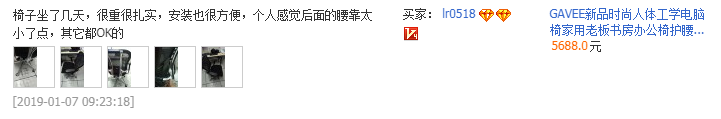 椅子坐了几天，很重很扎实，安装也很方便，个人感觉后面的腰靠太
小了点，其它都OK的
[2019-01-07 09:23:18]
买家： lr0518
GAVEE新品时尚人体工学电脑
椅家用老板书房办公椅护腰...
5688.0元